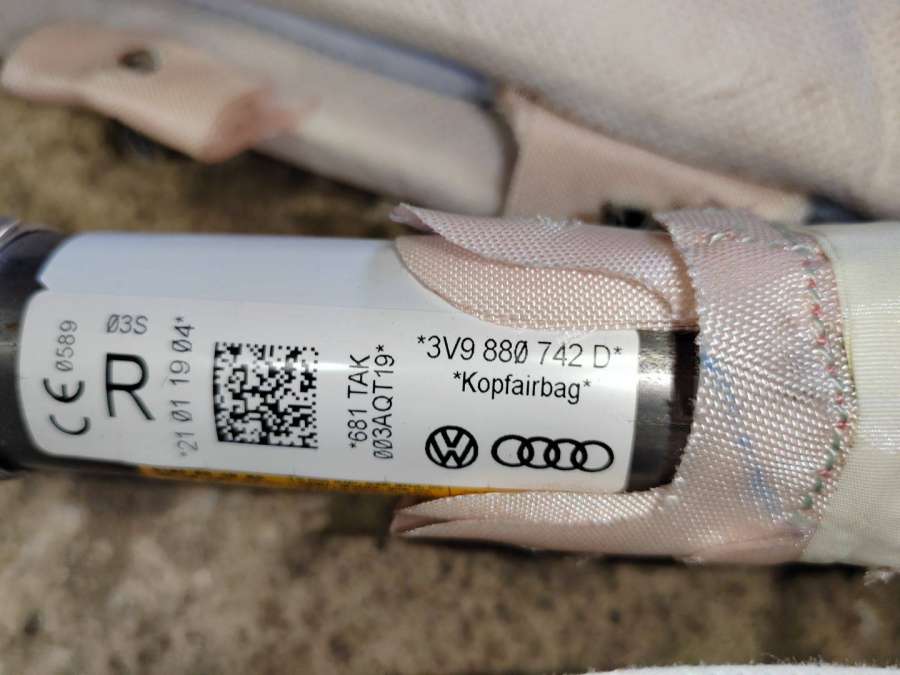 CE 0589
03S
R
*21 01 19 04*
*681 TAK
003AQT19*
*3V9 880 742 D*
*Kopfairbag*